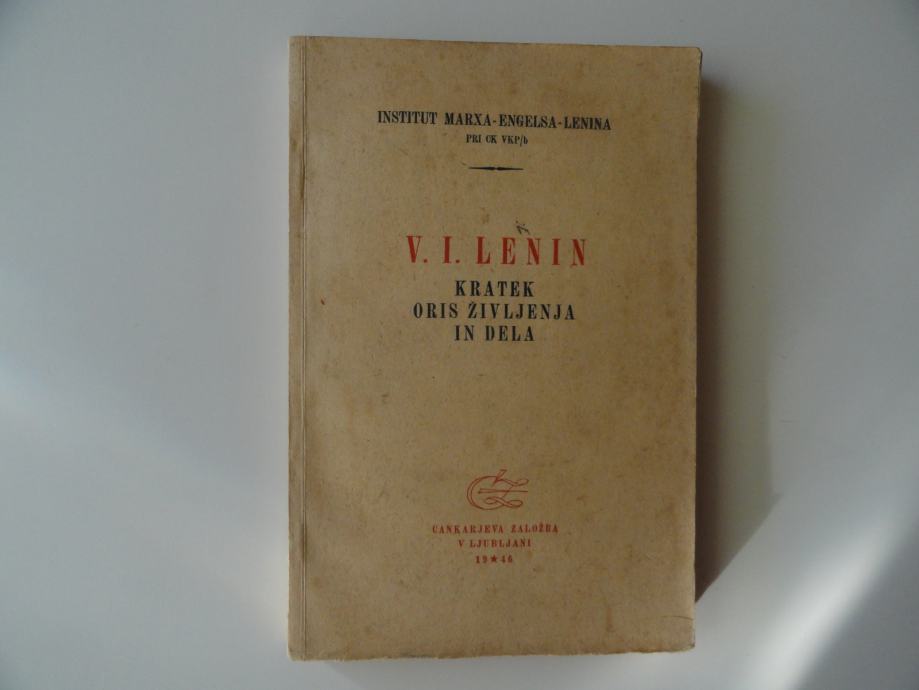 INSTITUT MARXA-ENGELSA-LENINA
PRI CK VKP/b
V. I. LENIN
KRATEK
ORIS ŽIVLJENJA
IN DELA
CANKARJEVA ZALOŽBA
V LJUBLJANI
19★46